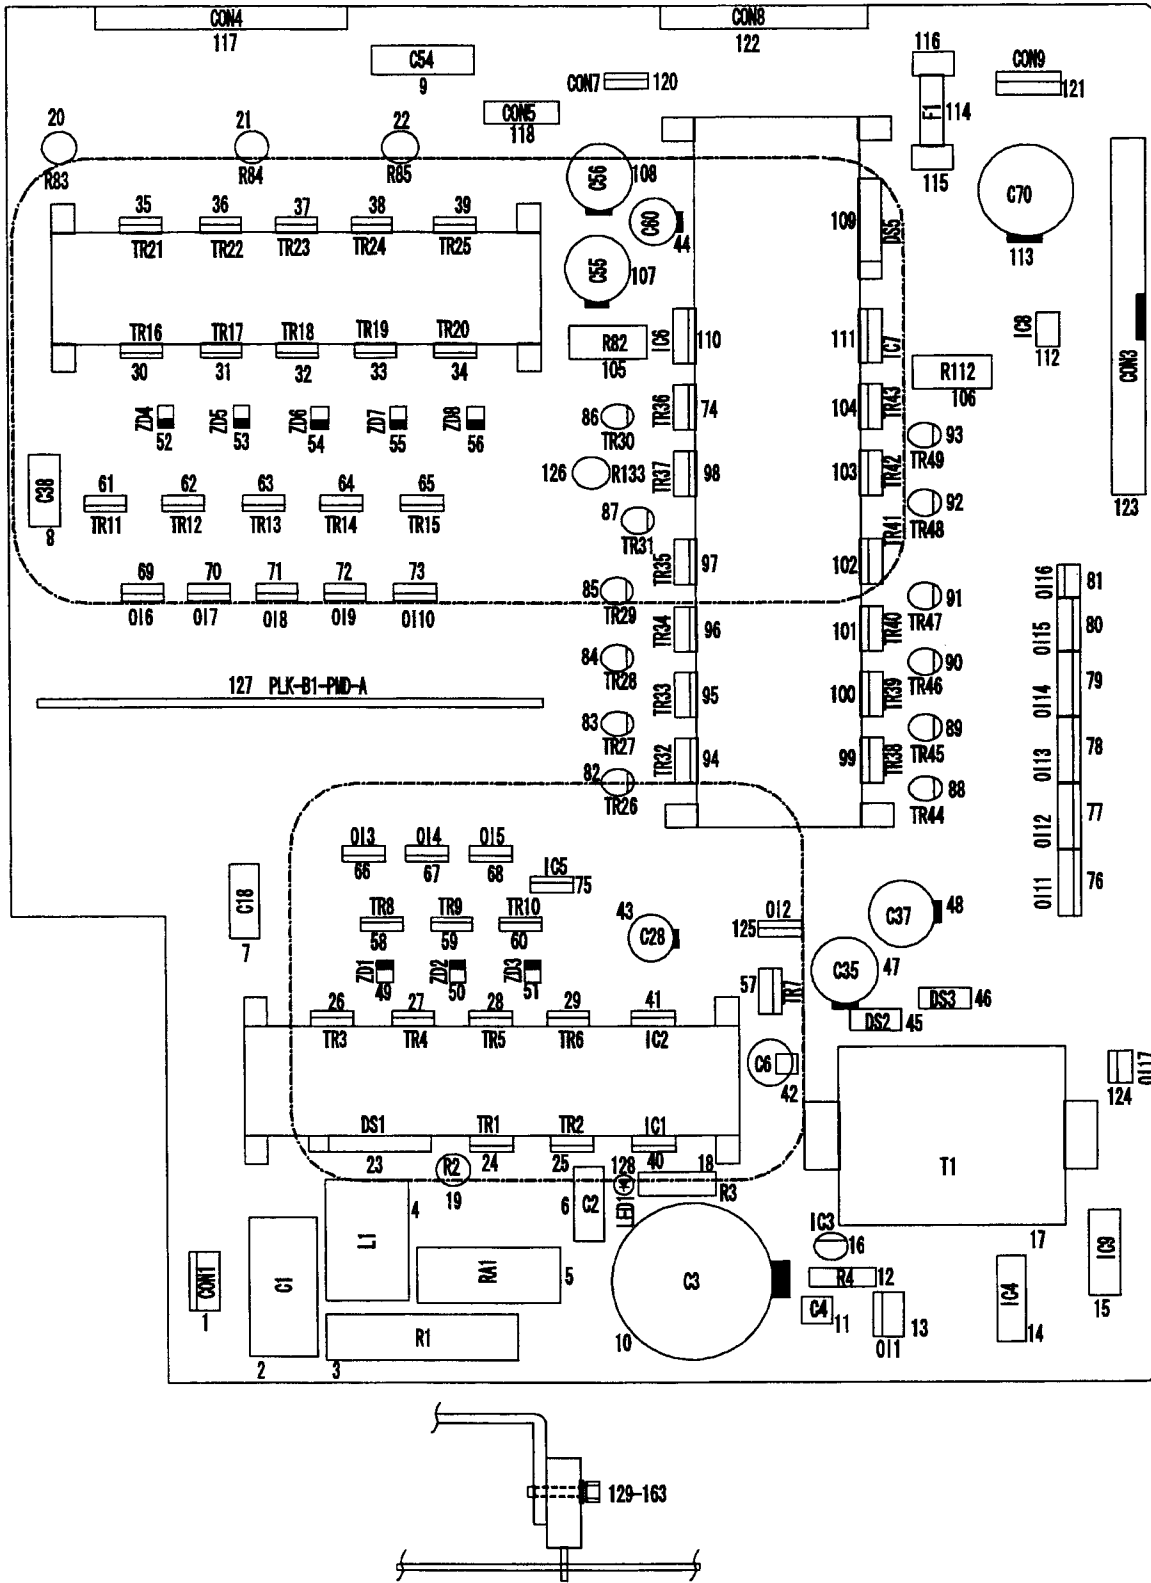 CON4
117
CON8
122
C54
9
CON7
120
CON5
118
116
F1
114
115
CON9
121
20
R83
21
R84
22
R85
C56
108
C60
44
C55
107
109
DS5
C70
113
35
36
37
38
39
TR21
TR22
TR23
TR24
TR25
TR16
TR17
TR18
TR19
TR20
30
31
32
33
34
R82
105
IC6
110
111
IC7
IC8
112
CON3
123
R112
106
ZD4
52
ZD5
53
ZD6
54
ZD7
55
ZD8
56
86
TR30
TR36
74
104
TR43
93
TR49
C38
8
61
62
63
64
65
TR11
TR12
TR13
TR14
TR15
126
R133
TR37
98
103
TR42
92
TR48
87
TR31
TR35
97
102
TR41
69
70
71
72
73
OI6
OI7
OI8
OI9
OI10
85
TR29
TR34
96
101
TR40
91
TR47
OI16
81
OI15
80
84
TR28
TR33
95
100
TR39
90
TR46
OI14
79
127 PLK-B1-PMD-A
83
TR27
TR32
94
99
TR38
89
TR45
OI13
78
82
TR26
88
TR44
OI12
77
OI11
76
OI3
66
OI4
67
OI5
68
IC5
75
C18
7
TR8
58
TR9
59
TR10
60
43
C28
OI2
125
C37
48
ZD1
49
ZD2
50
ZD3
51
57
TR7
C35
47
DS3
46
DS2
45
26
27
28
29
41
TR3
TR4
TR5
TR6
IC2
C6
42
OI17
124
DS1
TR1
TR2
IC1
23
24
25
40
R2
19
128
LED1
18
R3
T1
17
4
L1
6
C2
CON1
1
C1
2
RA1
5
R1
3
C3
10
IC3
16
R4
12
C4
11
OI1
13
IC4
14
IC9
15
129-163